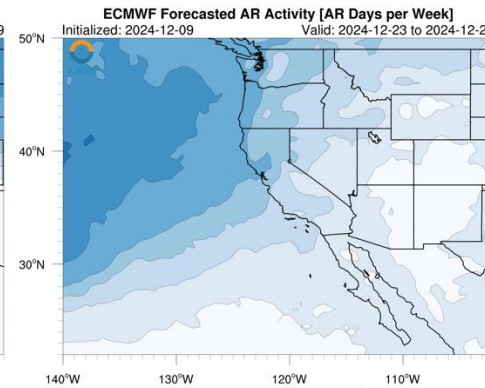 ECMWF Forecasted AR Activity [AR Days per Week]
Initialized: 2024-12-09
Valid: 2024-12-23 to 2024-12-2
50°N
40°N
30°N
140°W
130°W
120°W
110°W